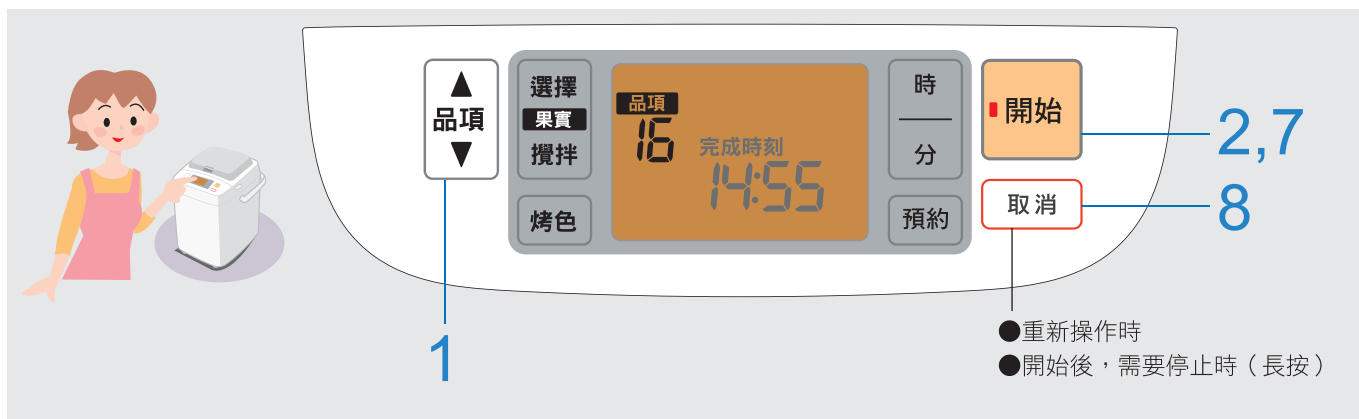 ▲
品項
▼
選擇
果實
攪拌
烤色
品項
16
完成時刻
14:55
時
分
預約
開始
取消
2,7
8
1
●重新操作時
●開始後，需要停止時（長按）